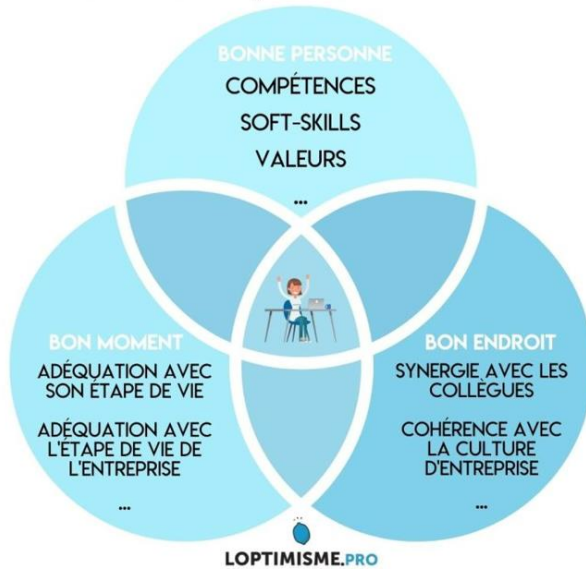 BONNE PERSONNE
COMPÉTENCES
SOFT-SKILLS
VALEURS
...
BON MOMENT
ADÉQUATION AVEC
SON ÉTAPE DE VIE
ADÉQUATION AVEC
L'ÉTAPE DE VIE DE
L'ENTREPRISE
...
BON ENDROIT
SYNERGIE AVEC LES
COLLÈGUES
COHÉRENCE AVEC
LA CULTURE
D'ENTREPRISE
...
LOPTIMISME.PRO